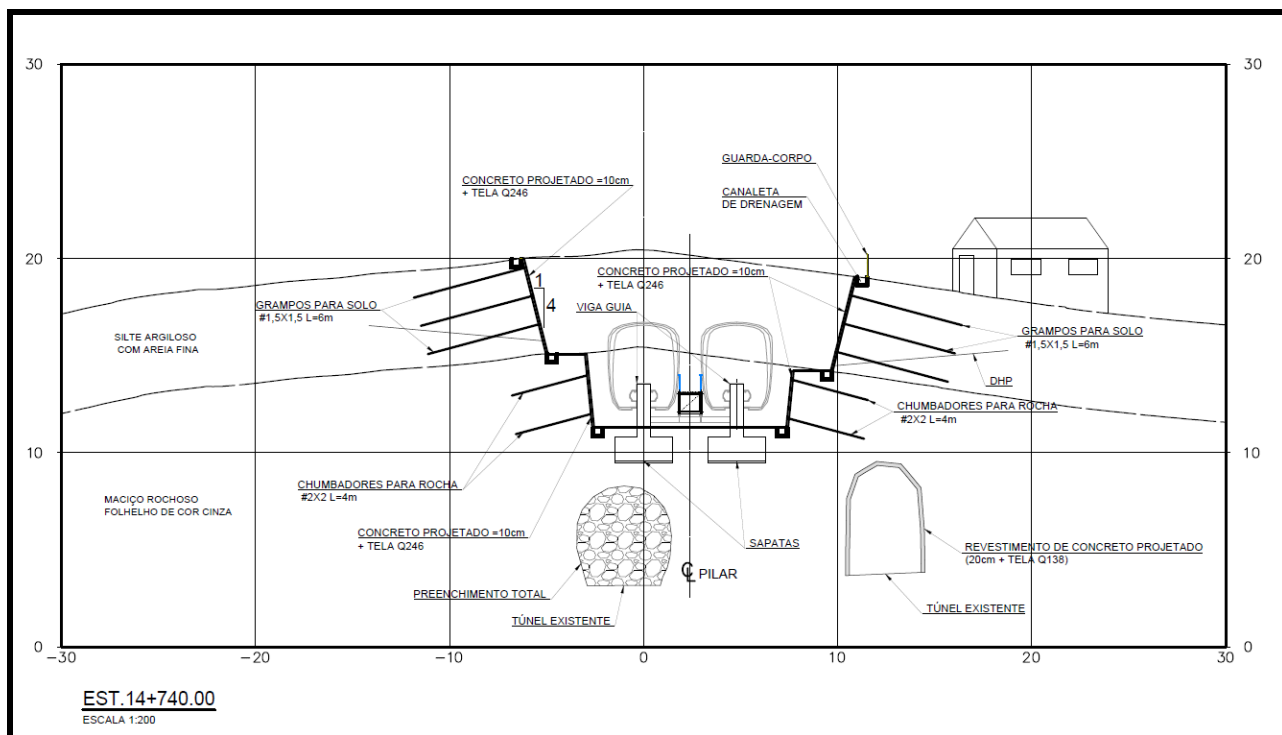 30
30
GUARDA-CORPO
CONCRETO PROJETADO =10cm
+ TELA Q246
CANALETA
DE DRENAGEM
20
20
CONCRETO PROJETADO =10cm
+ TELA Q246
1
4
GRAMPOS PARA SOLO
#1,5X1,5 L=6m
VIGA GUIA
GRAMPOS PARA SOLO
#1,5X1,5 L=6m
SILTE ARGILOSO
COM AREIA FINA
DHP
CHUMBADORES PARA ROCHA
#2X2 L=4m
10
10
CHUMBADORES PARA ROCHA
#2X2 L=4m
MACIÇO ROCHOSO
FOLHELHO DE COR CINZA
CONCRETO PROJETADO =10cm
+ TELA Q246
SAPATAS
REVESTIMENTO DE CONCRETO PROJETADO
(20cm + TELA Q138)
CL PILAR
PREENCHIMENTO TOTAL
TÚNEL EXISTENTE
TÚNEL EXISTENTE
0
0
-30
-20
-10
0
10
20
30
EST.14+740.00
ESCALA 1:200